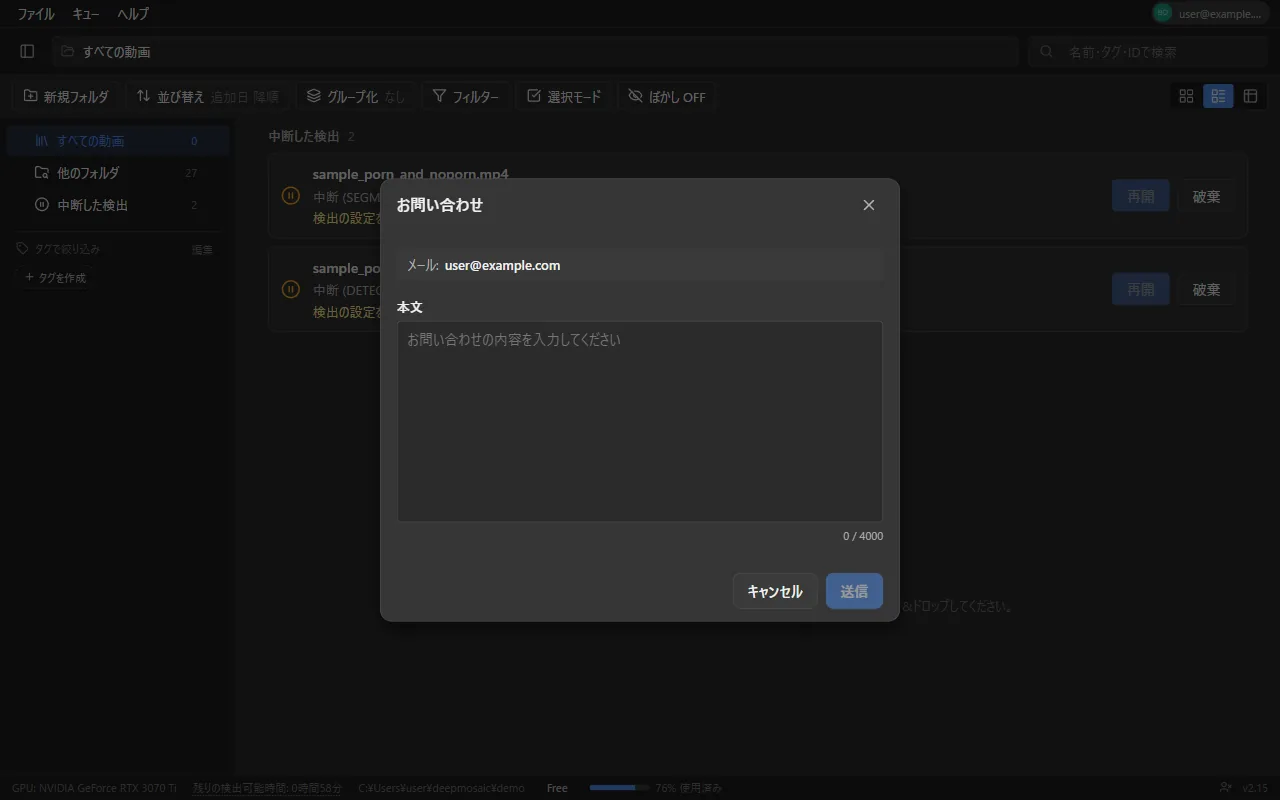 ファイル キュー ヘルプ
HO user@example....
すべての動画
名前・タグ・IDで検索
新規フォルダ 並び替え 追加日 降順 グループ化 なし フィルター 選択モード ぼかし OFF
すべての動画 0
他のフォルダ 27
中断した検出 2
タグで絞り込み 編集
+ タグを作成
中断した検出 2
sample_porn_and_noporn.mp4
中断 (SEGM
検出の設定を
再開 破棄
sample_po
中断 (DETEC
検出の設定を
再開 破棄
お問い合わせ
メール: user@example.com
本文
お問い合わせの内容を入力してください
0 / 4000
キャンセル 送信
&ドロップしてください。
GPU: NVIDIA GeForce RTX 3070 Ti 残りの検出可能時間: 0時間58分 C:¥Users¥user¥deepmosaic¥demo Free 76% 使用済み v2.15